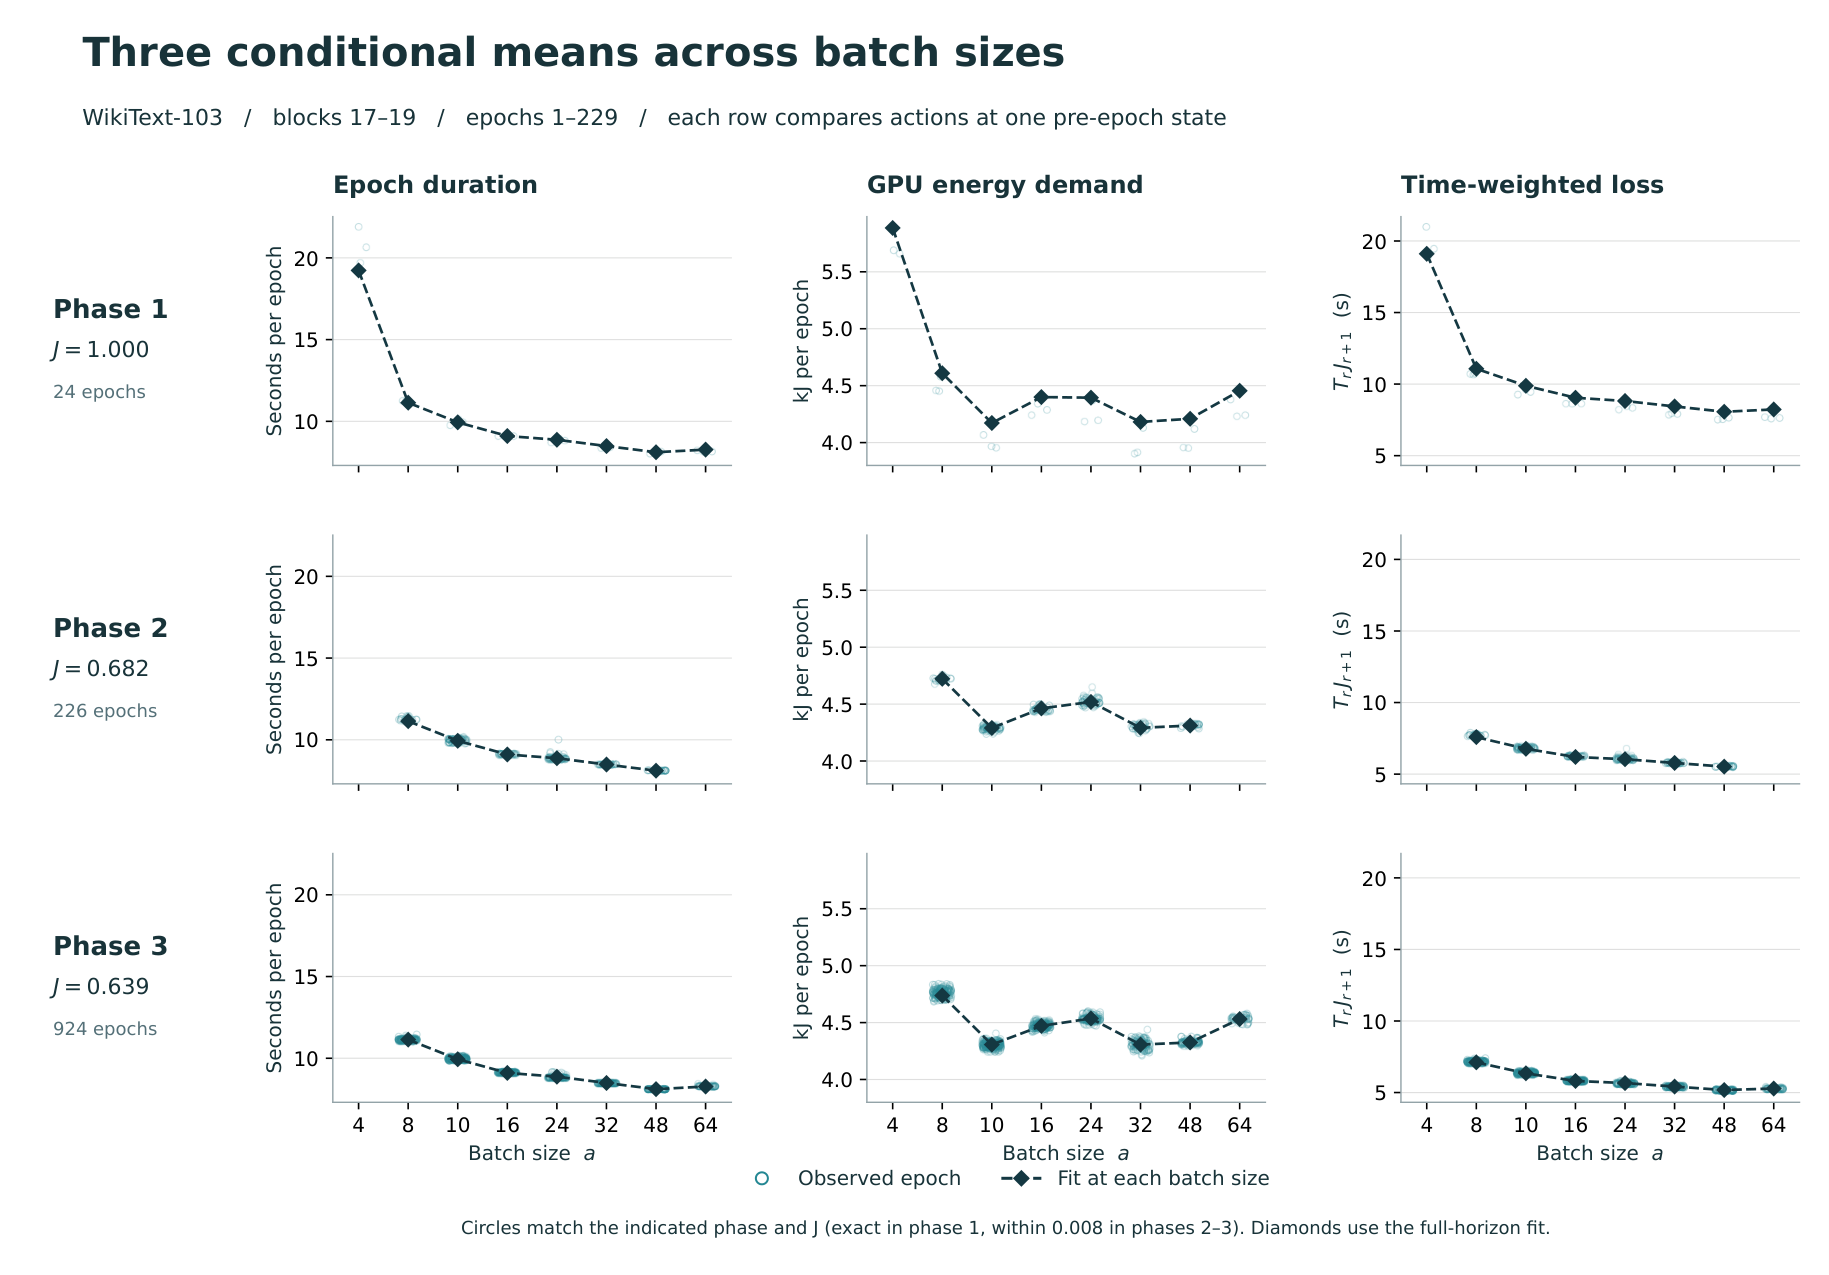 Three conditional means across batch sizes
WikiText-103 / blocks 17–19 / epochs 1–229 / each row compares actions at one pre-epoch state
Epoch duration
GPU energy demand
Time-weighted loss
Phase 1
J = 1.000
24 epochs
Seconds per epoch
20
15
10
kJ per epoch
5.5
5.0
4.5
4.0
TᵣJᵣ₊₁ (s)
20
15
10
5
Phase 2
J = 0.682
226 epochs
Seconds per epoch
20
15
10
kJ per epoch
5.5
5.0
4.5
4.0
TᵣJᵣ₊₁ (s)
20
15
10
5
Phase 3
J = 0.639
924 epochs
Seconds per epoch
20
15
10
4 8 10 16 24 32 48 64
Batch size a
kJ per epoch
5.5
5.0
4.5
4.0
4 8 10 16 24 32 48 64
Batch size a
TᵣJᵣ₊₁ (s)
20
15
10
5
4 8 10 16 24 32 48 64
Batch size a
Observed epoch
Fit at each batch size
Circles match the indicated phase and J (exact in phase 1, within 0.008 in phases 2–3). Diamonds use the full-horizon fit.